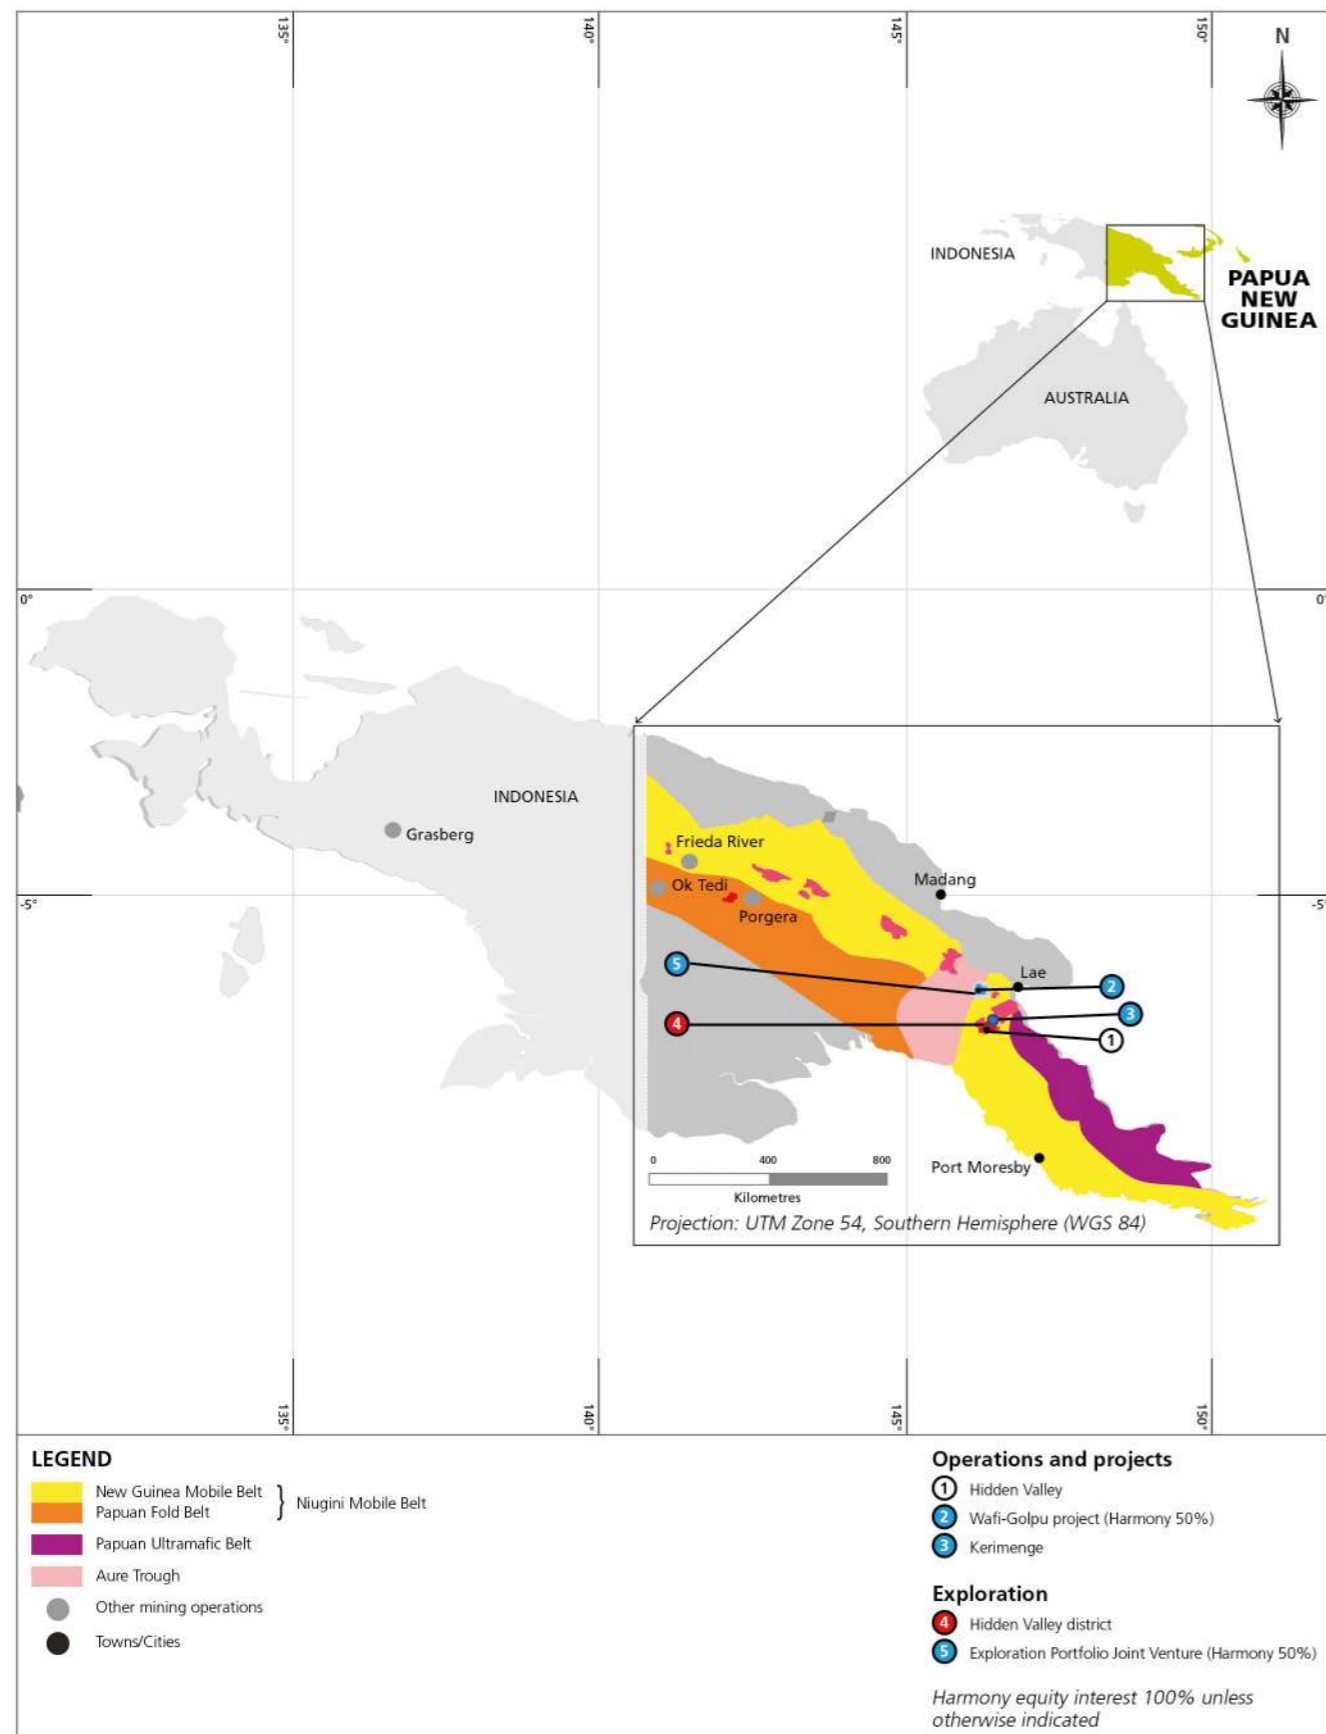 135°
140°
145°
150°
N
INDONESIA
PAPUA
NEW
GUINEA
AUSTRALIA
0°
0°
INDONESIA
Grasberg
Frieda River
Ok Tedi
Porgera
Madang
-5°
-5°
5
Lae
2
3
4
1
Port Moresby
0 400 800
Kilometres
Projection: UTM Zone 54, Southern Hemisphere (WGS 84)
135°
140°
145°
150°
LEGEND
New Guinea Mobile Belt
Papuan Fold Belt
} Niugini Mobile Belt
Papuan Ultramafic Belt
Aure Trough
Other mining operations
Towns/Cities
Operations and projects
1 Hidden Valley
2 Wafi-Golpu project (Harmony 50%)
3 Kerimenge
Exploration
4 Hidden Valley district
5 Exploration Portfolio Joint Venture (Harmony 50%)
Harmony equity interest 100% unless
otherwise indicated